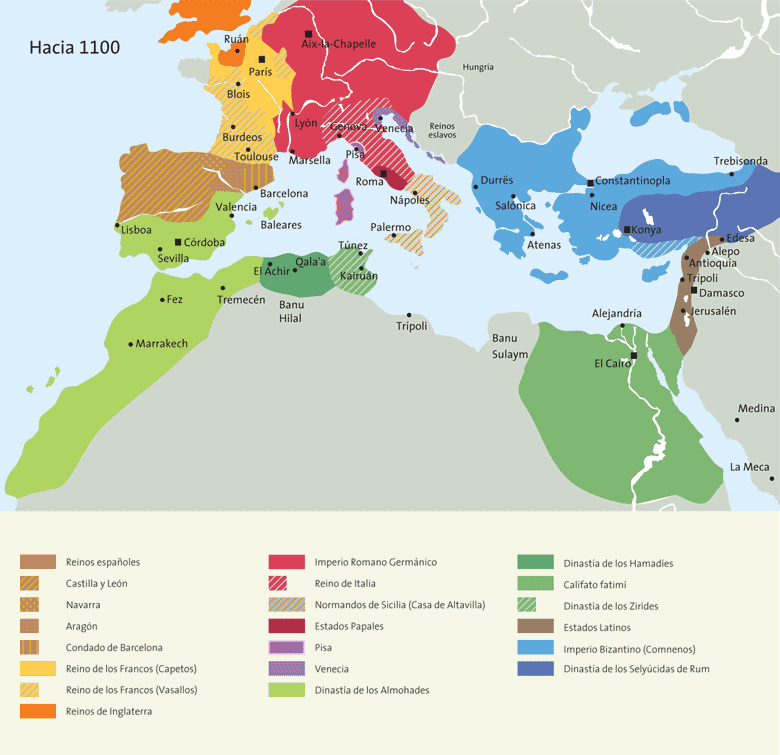 Hacia 1100
Ruán
Aix-la-Chapelle
París
Hungría
Blois
Lyón
Genova
Venecia
Reinos
eslavos
Burdeos
Toulouse
Marsella
Pisa
Trebisonda
Barcelona
Roma
Durrës
Constantinopla
Valencia
Nápoles
Salónica
Nicea
Lisboa
Baleares
Palermo
Konya
Córdoba
Túnez
Atenas
Edesa
Sevilla
Qala'a
El Achir
Kairuán
Alepo
Antioquía
Trípoli
Fez
Tremecén
Banu
Hilal
Damasco
Trípoli
Alejandría
Jerusalén
Marrakech
Banu
Sulaym
El Cairo
Medina
La Meca
Reinos españoles
Castilla y León
Navarra
Aragón
Condado de Barcelona
Reino de los Francos (Capetos)
Reino de los Francos (Vasallos)
Reinos de Inglaterra
Imperio Romano Germánico
Reino de Italia
Normandos de Sicilia (Casa de Altavilla)
Estados Papales
Pisa
Venecia
Dinastía de los Almohades
Dinastía de los Hamadíes
Califato fatimí
Dinastía de los Zirides
Estados Latinos
Imperio Bizantino (Comnenos)
Dinastía de los Selyúcidas de Rum